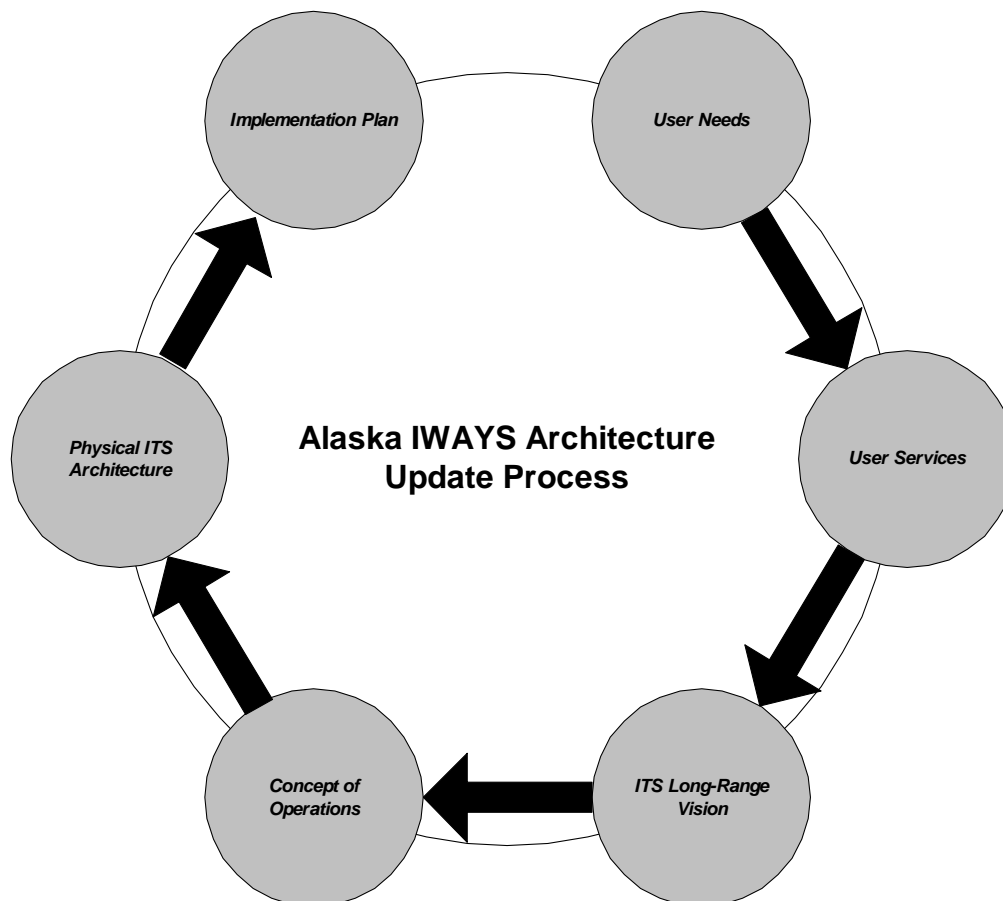 Implementation Plan
User Needs
Alaska IWAYS Architecture
Update Process
Physical ITS
Architecture
User Services
Concept of
Operations
ITS Long-Range
Vision